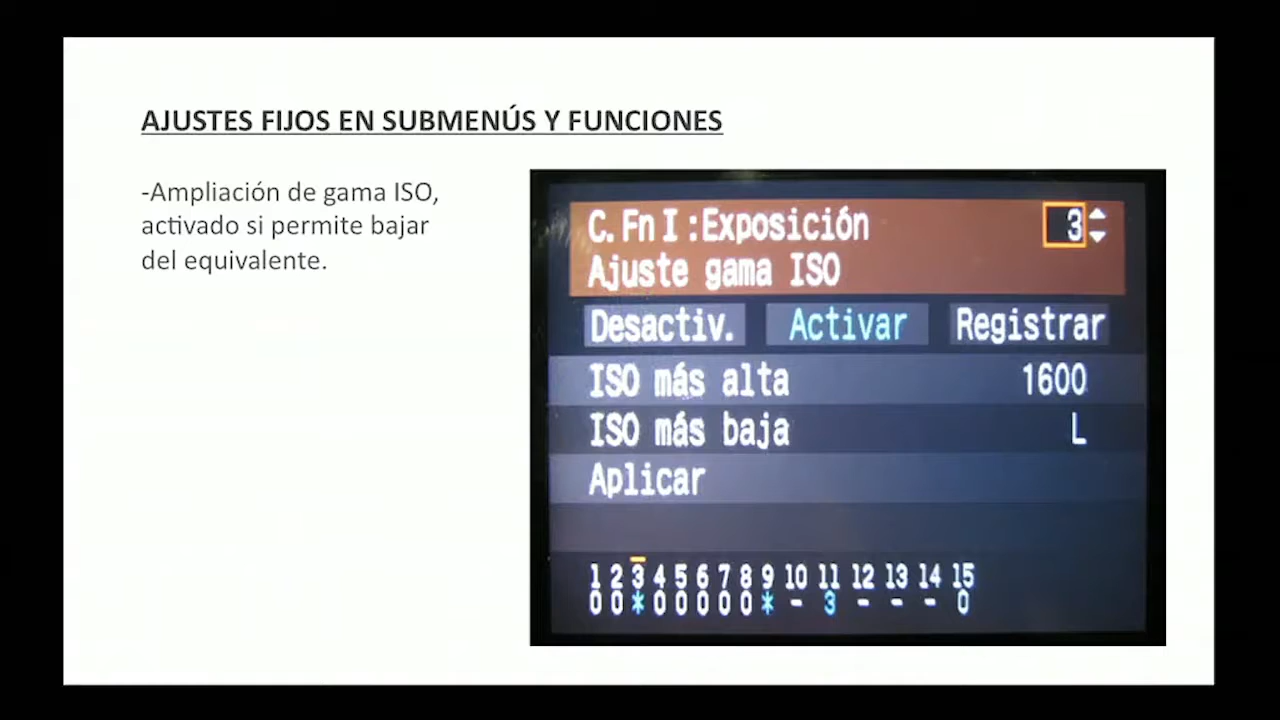 AJUSTES FIJOS EN SUBMENÚS Y FUNCIONES
-Ampliación de gama ISO,
activado si permite bajar
del equivalente.
C.Fn I :Exposición 3
Ajuste gama ISO
Desactiv. Activar Registrar
ISO más alta 1600
ISO más baja L
Aplicar
1 2 3 4 5 6 7 8 9 10 11 12 13 14 15
0 0 * 0 0 0 0 0 * - 3 - - - 0